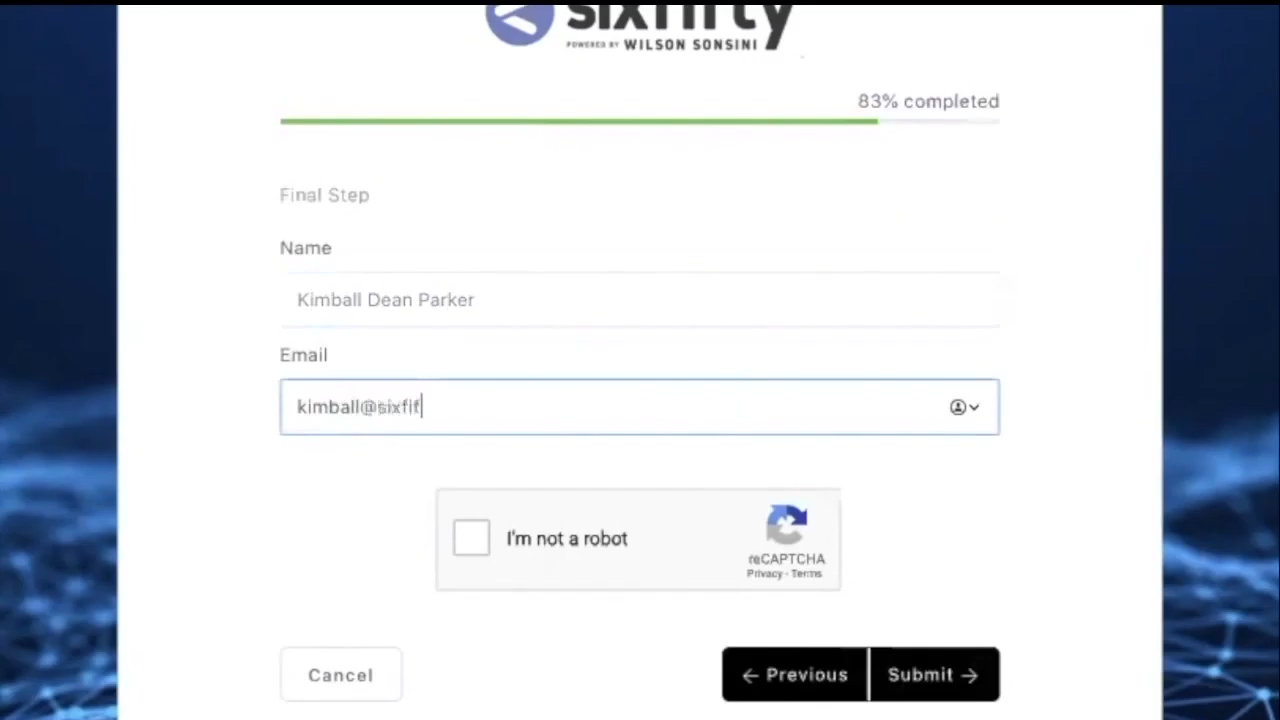 sixfifty
POWERED BY WILSON SONSINI
83% completed
Final Step
Name
Kimball Dean Parker
Email
kimball@sixfif
I'm not a robot
reCAPTCHA
Privacy - Terms
Cancel
← Previous
Submit →